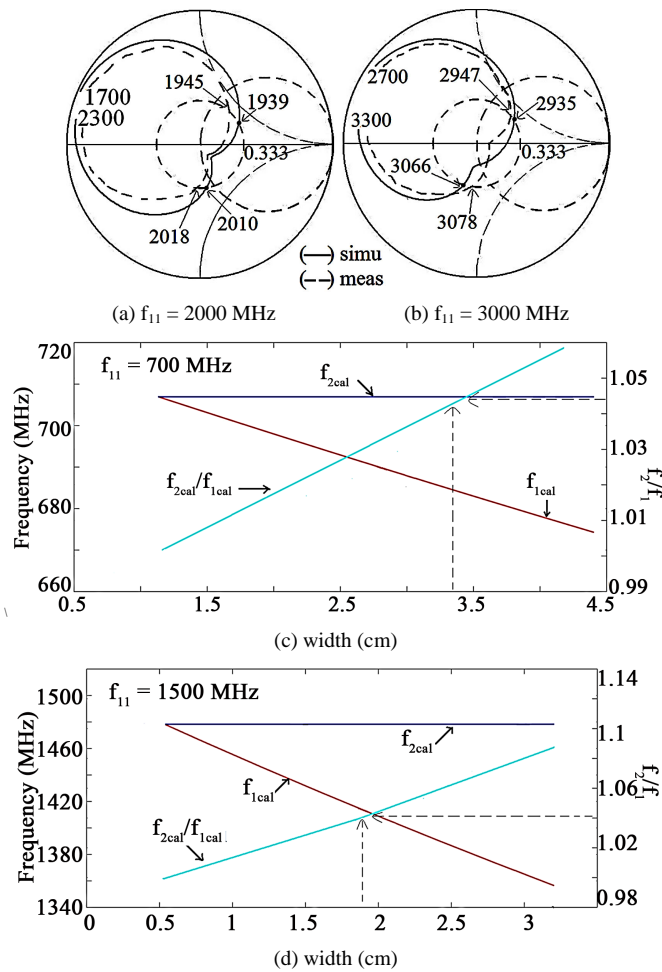 1945
1939
1700
2300
0.333
2018
2010
2947
2935
2700
3300
0.333
3066
3078
(—) simu
(– –) meas
(a) f₁₁ = 2000 MHz
(b) f₁₁ = 3000 MHz
f₁₁ = 700 MHz
720
700
680
660
Frequency (MHz)
f₂cal
f₂cal/f₁cal
f₁cal
1.05
1.03
1.01
0.99
f₂/f₁
0.5
1.5
2.5
3.5
4.5
\
(c) width (cm)
f₁₁ = 1500 MHz
1500
1460
1420
1380
1340
Frequency (MHz)
f₂cal
f₁cal
f₂cal/f₁cal
1.14
1.1
1.06
1.02
0.98
f₂/f₁
0
0.5
1
1.5
2
2.5
3
(d) width (cm)